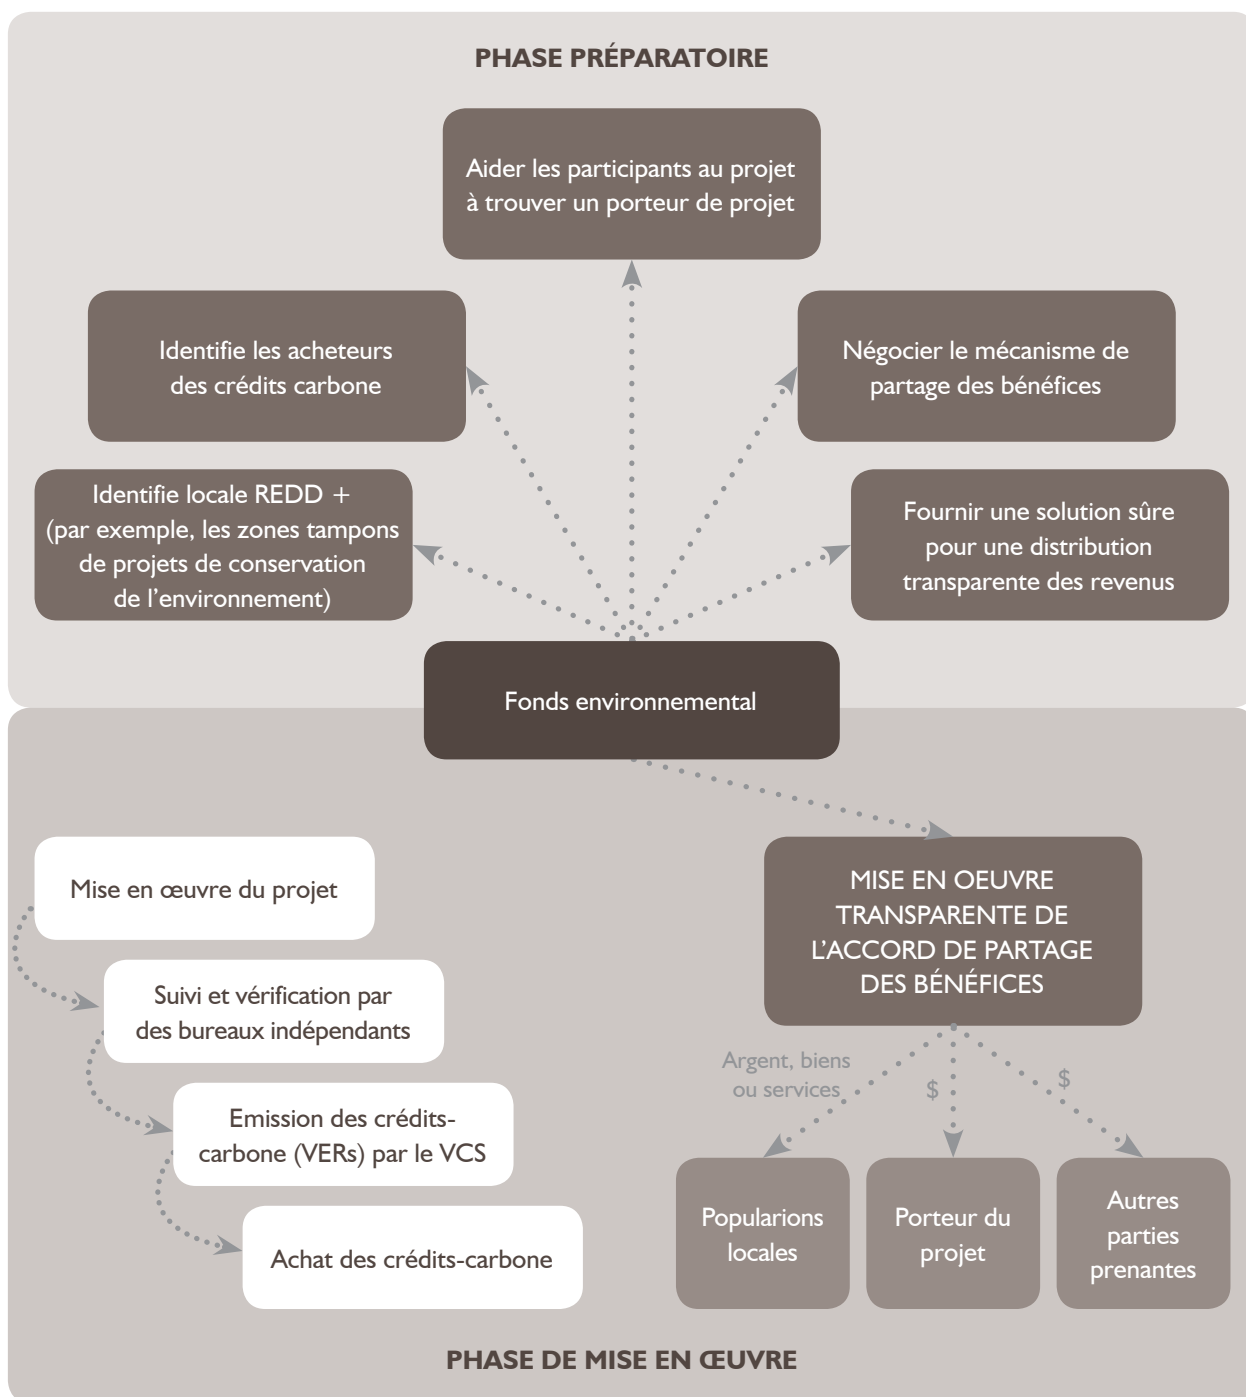 PHASE PRÉPARATOIRE
Aider les participants au projet
à trouver un porteur de projet
Identifie les acheteurs
des crédits carbone
Négocier le mécanisme de
partage des bénéfices
Identifie locale REDD +
(par exemple, les zones tampons
de projets de conservation
de l’environnement)
Fournir une solution sûre
pour une distribution
transparente des revenus
Fonds environnemental
Mise en œuvre du projet
Suivi et vérification par
des bureaux indépendants
Emission des crédits-
carbone (VERs) par le VCS
Achat des crédits-carbone
MISE EN OEUVRE
TRANSPARENTE DE
L’ACCORD DE PARTAGE
DES BÉNÉFICES
Argent, biens
ou services
$
$
Popularions
locales
Porteur du
projet
Autres
parties
prenantes
PHASE DE MISE EN ŒUVRE